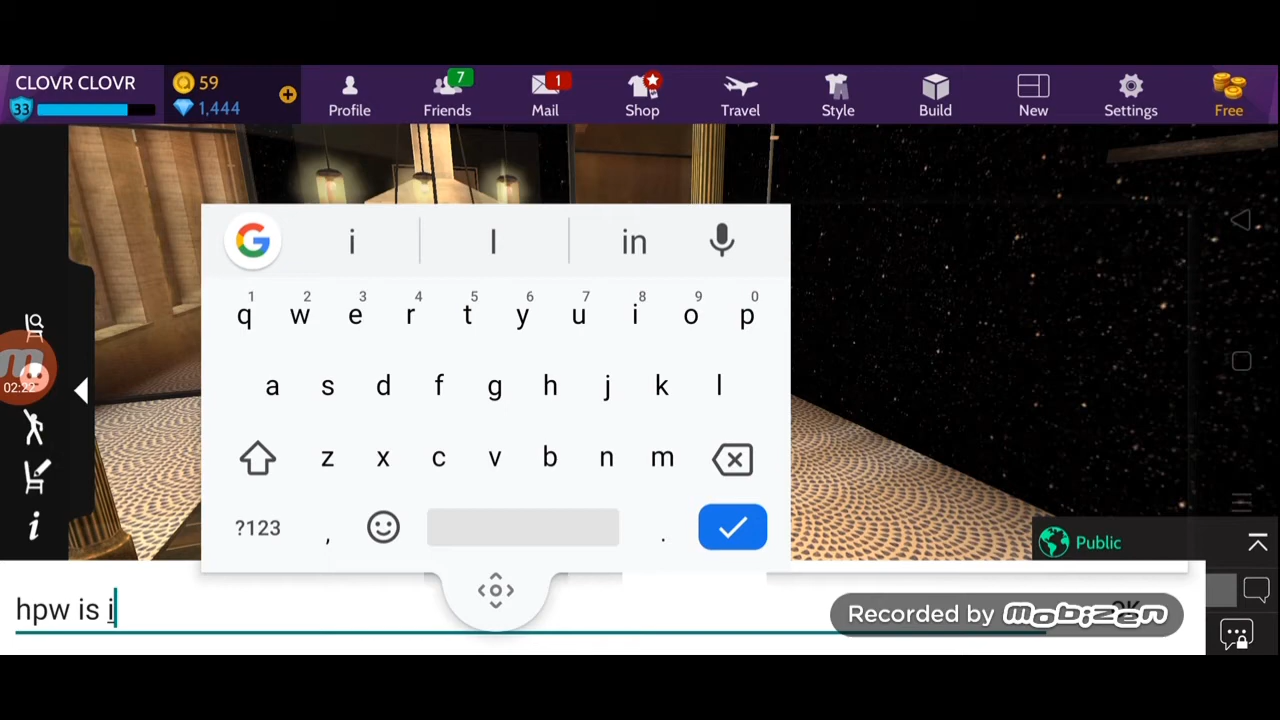 CLOVR CLOVR
33
59
1,444
Profile
7
Friends
1
Mail
Shop
Travel
Style
Build
New
Settings
Free
i I in
1 2 3 4 5 6 7 8 9 0
q w e r t y u i o p
a s d f g h j k l
z x c v b n m
?123 , .
02:22
Public
hpw is i
OK
Recorded by mobizen